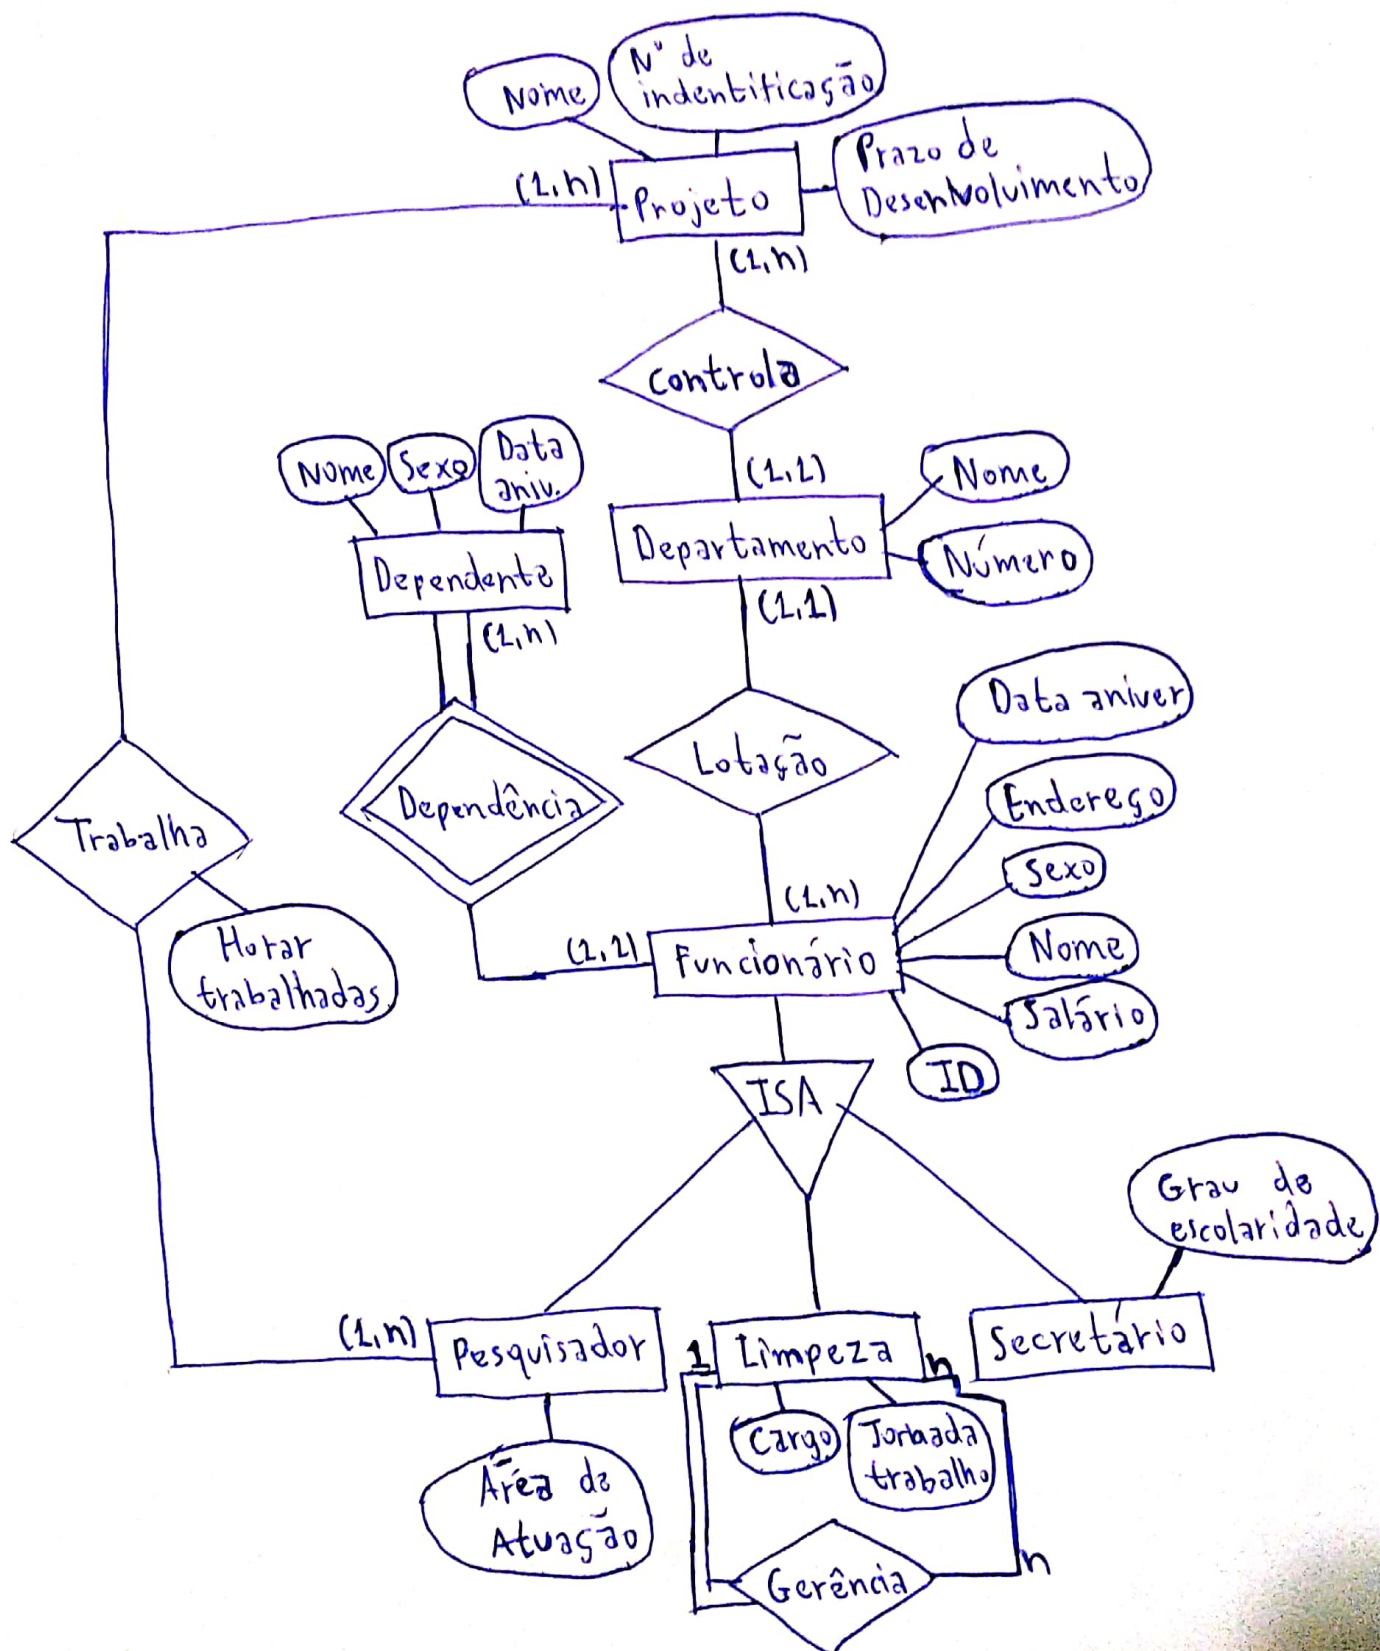 Nome
N° de
indentificação
Prazo de
Desenvolvimento
(1,n)
Projeto
(1,n)
Controla
(1,1)
Nome
Sexo
Data
aniv.
Nome
Departamento
Número
Dependente
(1,1)
(1,n)
Data aniver
Lotação
Endereço
Dependência
Trabalha
Sexo
(1,n)
Horar
trabalhadas
(1,1)
Funcionário
Nome
Salário
ID
ISA
Grau de
escolaridade
(1,n)
Pesquisador
1
Limpeza
n
Secretário
Cargo
Jornada
trabalho
Área de
Atuação
n
Gerência